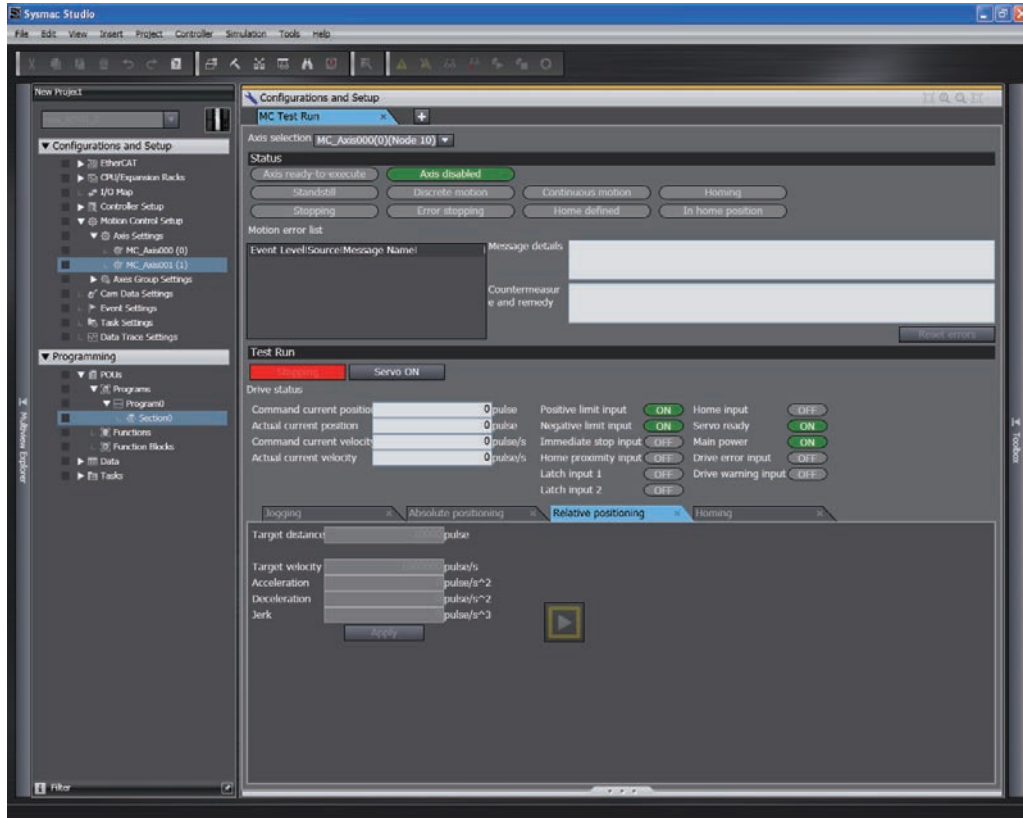 Sysmac Studio
File Edit View Insert Project Controller Simulation Tools Help
New Project
Configurations and Setup
EtherCAT
CPU/Expansion Racks
I/O Map
Controller Setup
Motion Control Setup
Axis Settings
MC_Axis000 (0)
MC_Axis001 (1)
Axes Group Settings
Cam Data Settings
Event Settings
Task Settings
Data Trace Settings
Programming
POUs
Programs
Program0
Section0
Functions
Function Blocks
Data
Tasks
Filter
Multiview Explorer
Configurations and Setup
MC Test Run
Axis selection MC_Axis000(0)(Node 10)
Status
Axis ready to execute Axis disabled
Standstill Discrete motion Continuous motion Homing
Stopping Error stopping Home defined In home position
Motion error list
Event Level|Source|Message Name|
Message details
Countermeasur
e and remedy
Reset errors
Test Run
Stopping Servo ON
Drive status
Command current position 0 pulse Positive limit input ON Home input OFF
Actual current position 0 pulse Negative limit input ON Servo ready ON
Command current velocity 0 pulse/s Immediate stop input OFF Main power ON
Actual current velocity 0 pulse/s Home proximity input OFF Drive error input OFF
Latch input 1 OFF Drive warning input OFF
Latch input 2 OFF
Jogging Absolute positioning Relative positioning Homing
Target distance pulse
Target velocity pulse/s
Acceleration pulse/s^2
Deceleration pulse/s^2
Jerk pulse/s^3
Apply
Toolbox